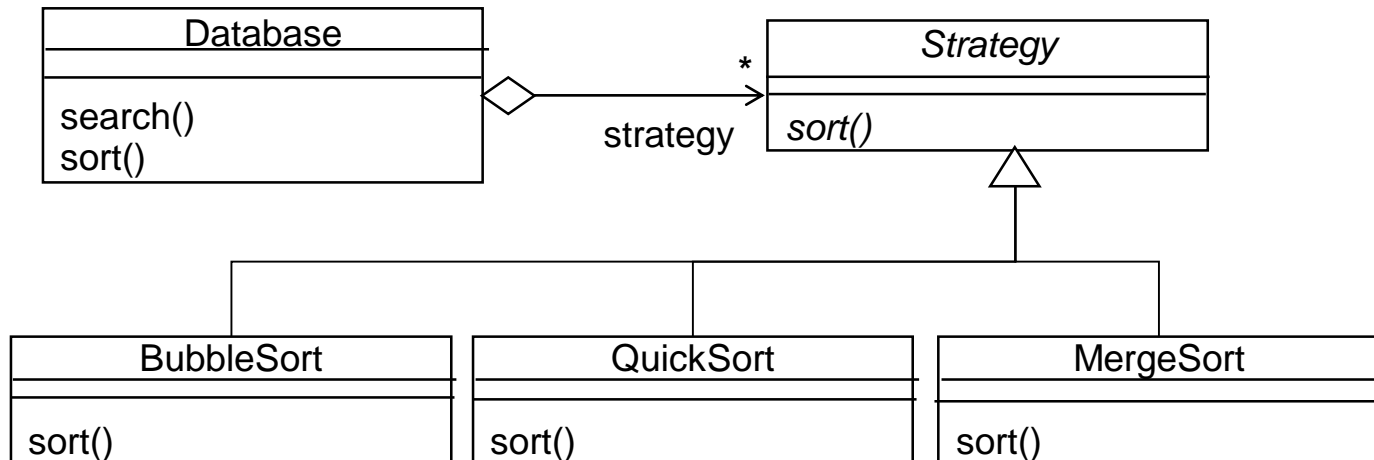 Database
search()
sort()
*
strategy
Strategy
sort()
BubbleSort
sort()
QuickSort
sort()
MergeSort
sort()